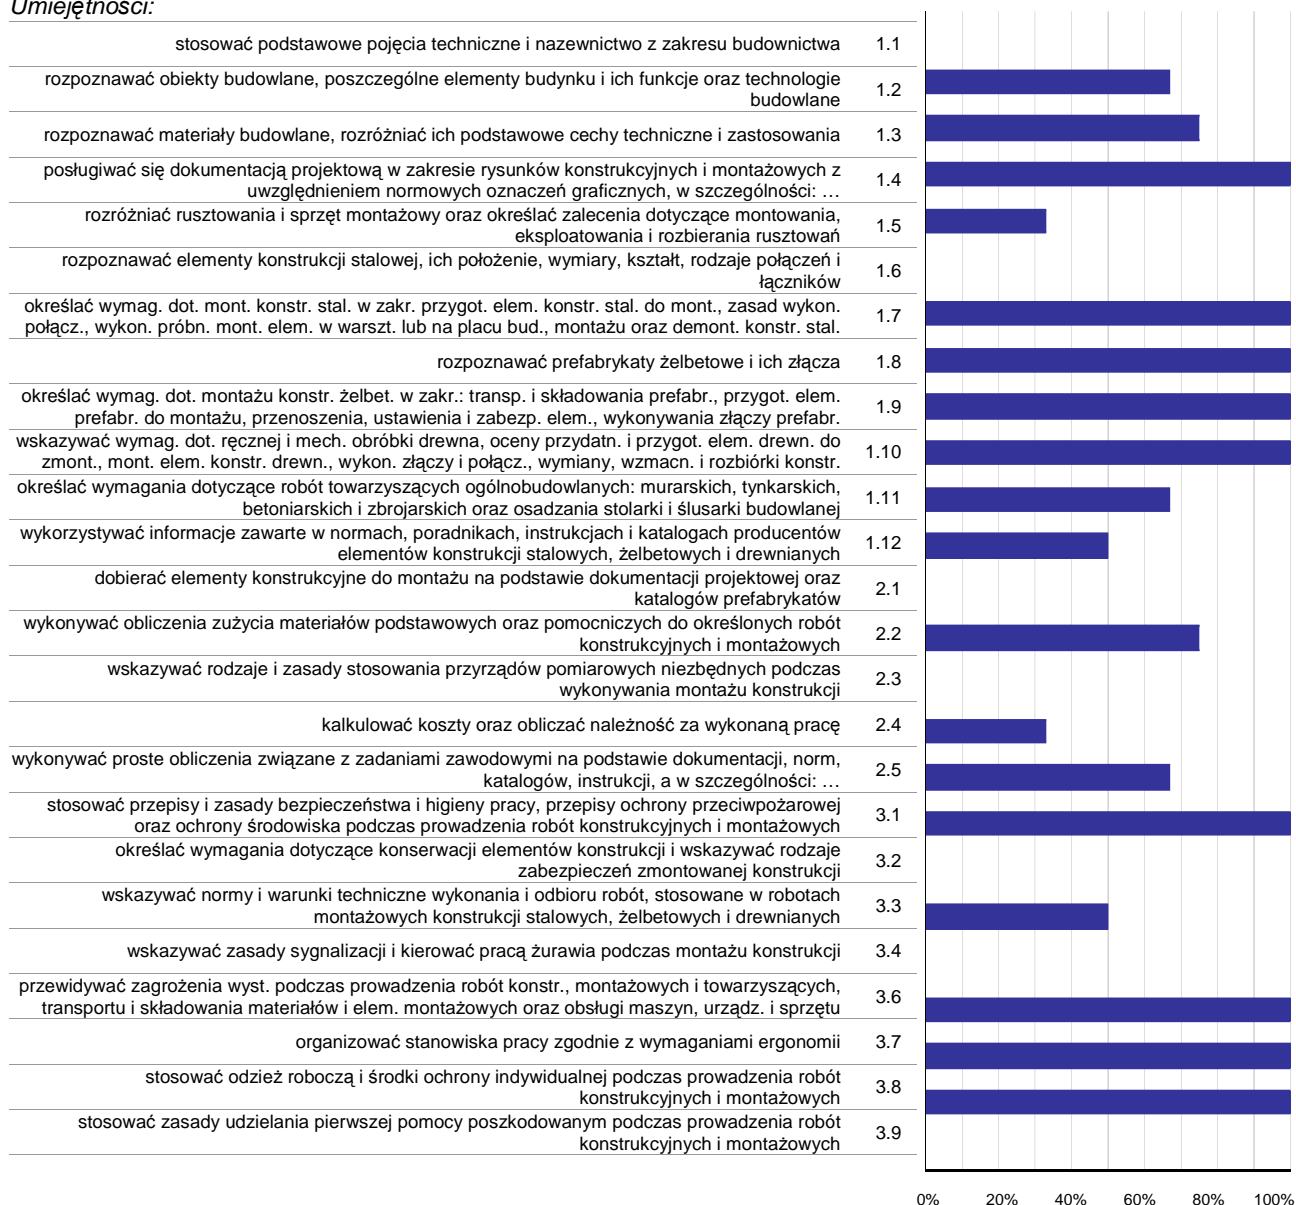 Umiejętności:
stosować podstawowe pojęcia techniczne i nazewnictwo z zakresu budownictwa 1.1
rozpoznawać obiekty budowlane, poszczególne elementy budynku i ich funkcje oraz technologie
budowlane 1.2
rozpoznawać materiały budowlane, rozróżniać ich podstawowe cechy techniczne i zastosowania 1.3
posługiwać się dokumentacją projektową w zakresie rysunków konstrukcyjnych i montażowych z
uwzględnieniem normowych oznaczeń graficznych, w szczególności: … 1.4
rozróżniać rusztowania i sprzęt montażowy oraz określać zalecenia dotyczące montowania,
eksploatowania i rozbierania rusztowań 1.5
rozpoznawać elementy konstrukcji stalowej, ich położenie, wymiary, kształt, rodzaje połączeń i
łączników 1.6
określać wymag. dot. mont. konstr. stal. w zakr. przygot. elem. konstr. stal. do mont., zasad wykon.
połącz., wykon. próbn. mont. elem. w warszt. lub na placu bud., montażu oraz demont. konstr. stal. 1.7
rozpoznawać prefabrykaty żelbetowe i ich złącza 1.8
określać wymag. dot. montażu konstr. żelbet. w zakr.: transp. i składowania prefabr., przygot. elem.
prefabr. do montażu, przenoszenia, ustawienia i zabezp. elem., wykonywania złączy prefabr. 1.9
wskazywać wymag. dot. ręcznej i mech. obróbki drewna, oceny przydatn. i przygot. elem. drewn. do
zmont., mont. elem. konstr. drewn., wykon. złączy i połącz., wymiany, wzmacn. i rozbiórki konstr. 1.10
określać wymagania dotyczące robót towarzyszących ogólnobudowlanych: murarskich, tynkarskich,
betoniarskich i zbrojarskich oraz osadzania stolarki i ślusarki budowlanej 1.11
wykorzystywać informacje zawarte w normach, poradnikach, instrukcjach i katalogach producentów
elementów konstrukcji stalowych, żelbetowych i drewnianych 1.12
dobierać elementy konstrukcyjne do montażu na podstawie dokumentacji projektowej oraz
katalogów prefabrykatów 2.1
wykonywać obliczenia zużycia materiałów podstawowych oraz pomocniczych do określonych robót
konstrukcyjnych i montażowych 2.2
wskazywać rodzaje i zasady stosowania przyrządów pomiarowych niezbędnych podczas
wykonywania montażu konstrukcji 2.3
kalkulować koszty oraz obliczać należność za wykonaną pracę 2.4
wykonywać proste obliczenia związane z zadaniami zawodowymi na podstawie dokumentacji, norm,
katalogów, instrukcji, a w szczególności: … 2.5
stosować przepisy i zasady bezpieczeństwa i higieny pracy, przepisy ochrony przeciwpożarowej
oraz ochrony środowiska podczas prowadzenia robót konstrukcyjnych i montażowych 3.1
określać wymagania dotyczące konserwacji elementów konstrukcji i wskazywać rodzaje
zabezpieczeń zmontowanej konstrukcji 3.2
wskazywać normy i warunki techniczne wykonania i odbioru robót, stosowane w robotach
montażowych konstrukcji stalowych, żelbetowych i drewnianych 3.3
wskazywać zasady sygnalizacji i kierować pracą żurawia podczas montażu konstrukcji 3.4
przewidywać zagrożenia wyst. podczas prowadzenia robót konstr., montażowych i towarzyszących,
transportu i składowania materiałów i elem. montażowych oraz obsługi maszyn, urządz. i sprzętu 3.6
organizować stanowiska pracy zgodnie z wymaganiami ergonomii 3.7
stosować odzież roboczą i środki ochrony indywidualnej podczas prowadzenia robót
konstrukcyjnych i montażowych 3.8
stosować zasady udzielania pierwszej pomocy poszkodowanym podczas prowadzenia robót
konstrukcyjnych i montażowych 3.9
0% 20% 40% 60% 80% 100%